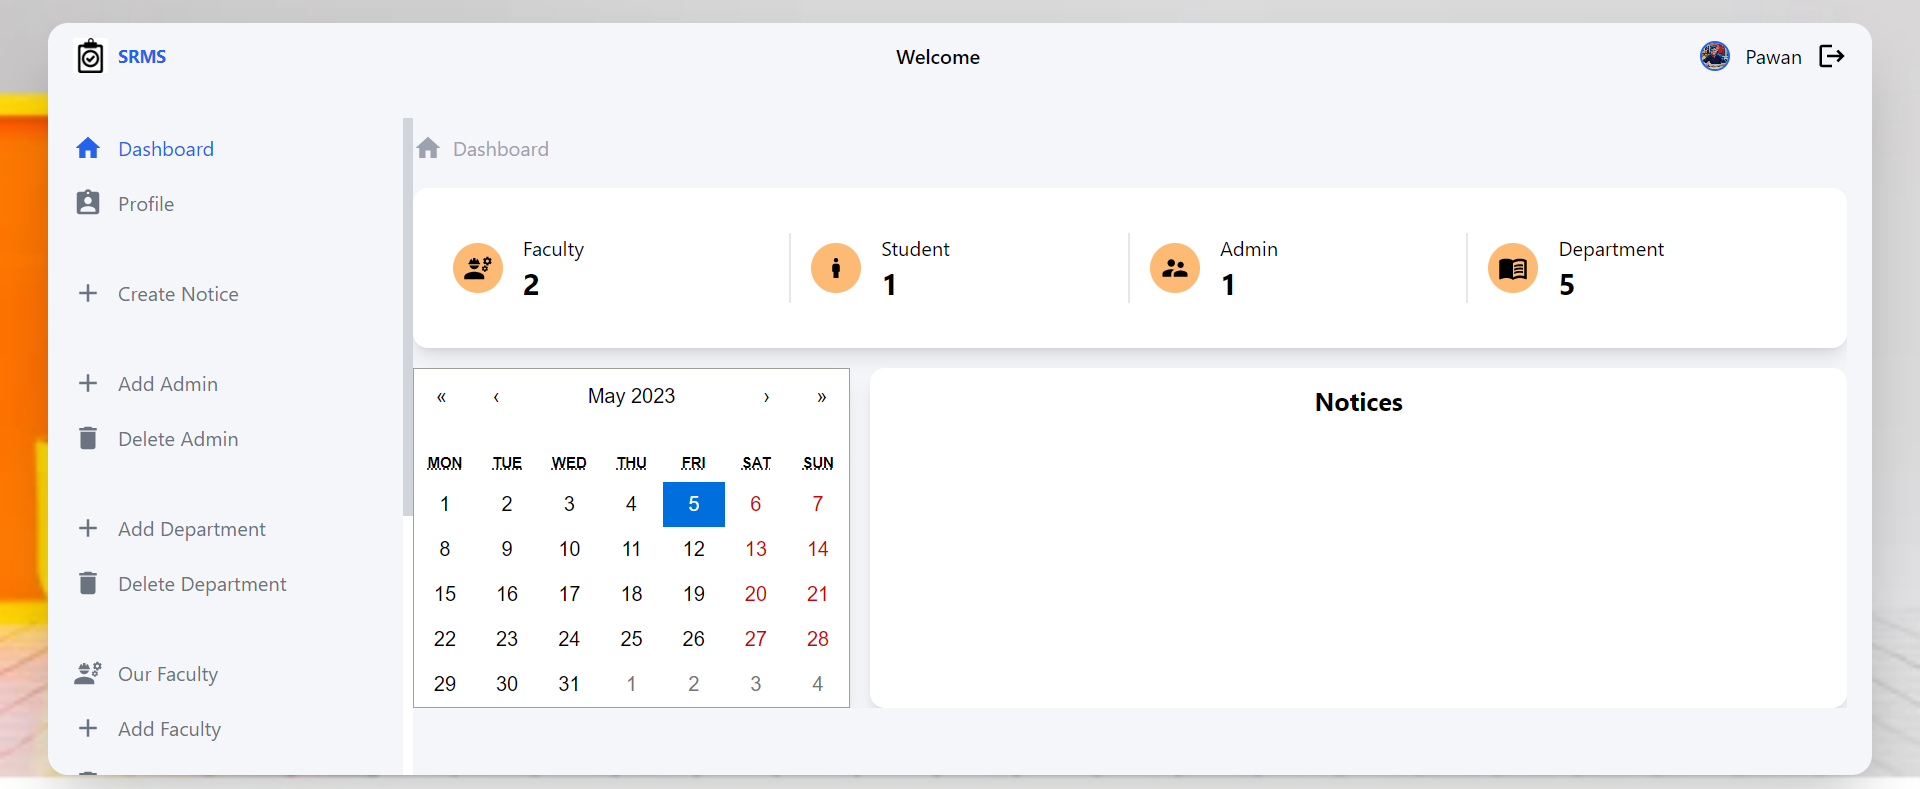 SRMS
Welcome
Pawan
Dashboard
Profile
Create Notice
Add Admin
Delete Admin
Add Department
Delete Department
Our Faculty
Add Faculty
Dashboard
Faculty
2
Student
1
Admin
1
Department
5
« ‹ May 2023 › »
MON TUE WED THU FRI SAT SUN
1 2 3 4 5 6 7
8 9 10 11 12 13 14
15 16 17 18 19 20 21
22 23 24 25 26 27 28
29 30 31 1 2 3 4
Notices